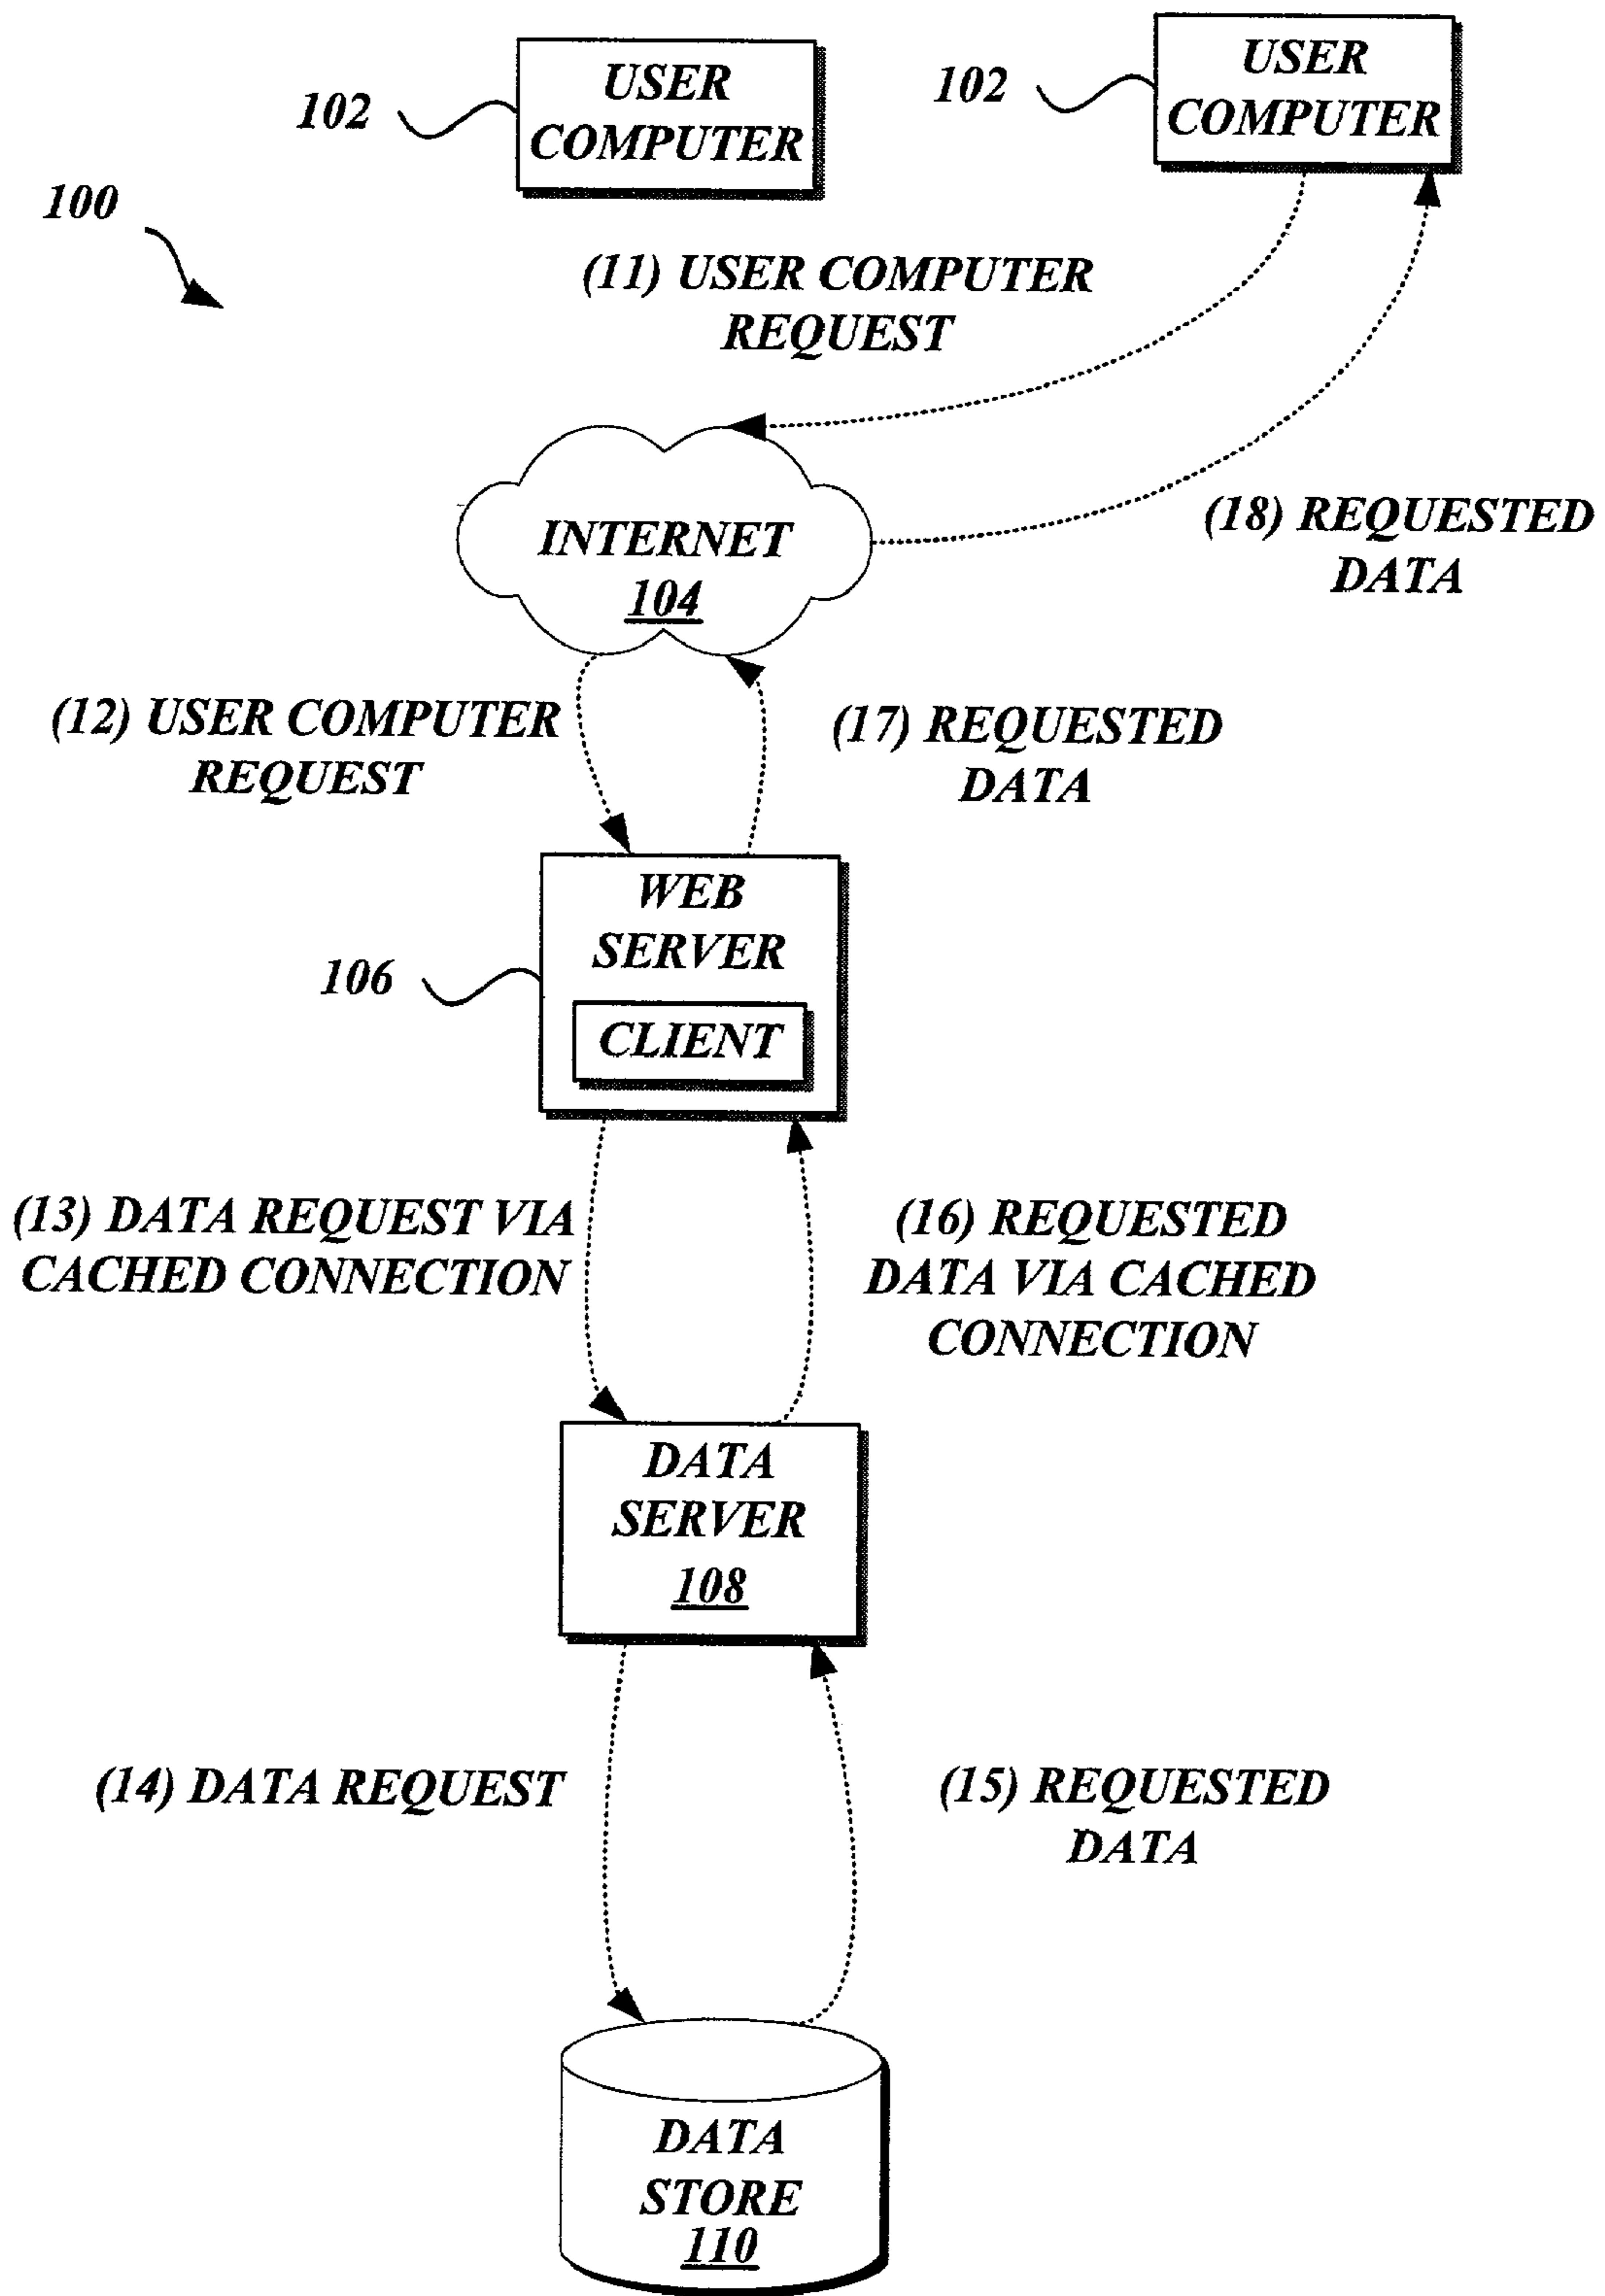 102
USER
COMPUTER
102
USER
COMPUTER
100
(11) USER COMPUTER
REQUEST
INTERNET
104
(18) REQUESTED
DATA
(12) USER COMPUTER
REQUEST
(17) REQUESTED
DATA
WEB
SERVER
106
CLIENT
(13) DATA REQUEST VIA
CACHED CONNECTION
(16) REQUESTED
DATA VIA CACHED
CONNECTION
DATA
SERVER
108
(14) DATA REQUEST
(15) REQUESTED
DATA
DATA
STORE
110